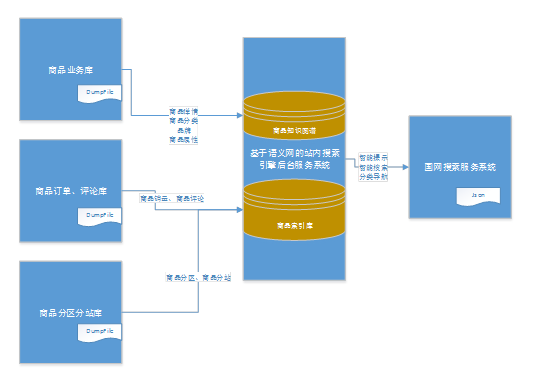 商品业务库
DumpFile
商品详情
商品分类
品牌
商品属性
商品订单、评论库
DumpFile
商品销量、商品评论
商品分区分站库
DumpFile
商品分区、商品分站
商品知识图谱
基于语义网的站内搜索
引擎后台服务系统
商品索引库
智能提示
智能检索
分类导航
国网搜索服务系统
Json